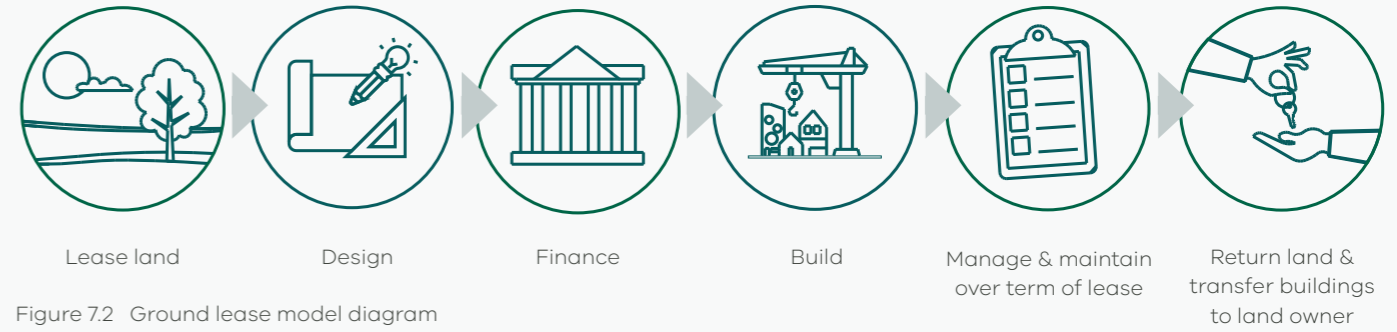 Lease land
Design
Finance
Build
Manage & maintain
over term of lease
Return land &
transfer buildings
to land owner
Figure 7.2 Ground lease model diagram